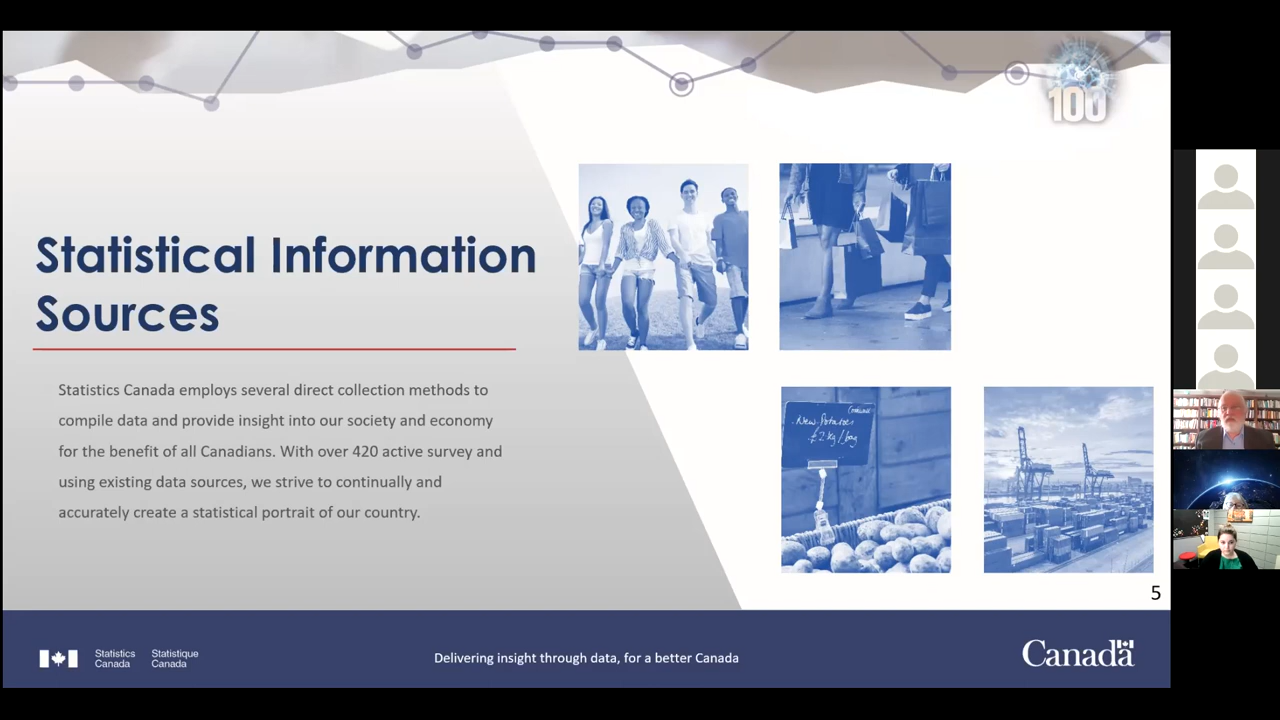 100
Statistical Information
Sources
Statistics Canada employs several direct collection methods to
compile data and provide insight into our society and economy
for the benefit of all Canadians. With over 420 active survey and
using existing data sources, we strive to continually and
accurately create a statistical portrait of our country.
New Potatoes
5
Statistics
Canada
Statistique
Canada
Delivering insight through data, for a better Canada
Canada